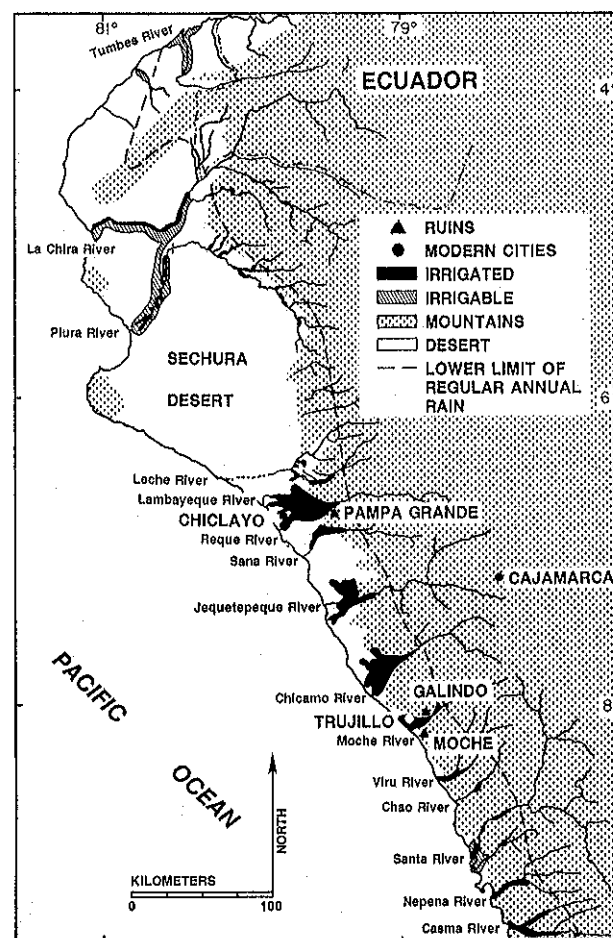 81°
79°
Tumbes River
ECUADOR
4°
RUINS
MODERN CITIES
IRRIGATED
IRRIGABLE
MOUNTAINS
DESERT
LOWER LIMIT OF
REGULAR ANNUAL
RAIN
La Chira River
Piura River
SECHURA
DESERT
6
Leche River
Lambayeque River
CHICLAYO
PAMPA GRANDE
Reque River
Sana River
CAJAMARCA
Jequetepeque River
PACIFIC
OCEAN
Chicamo River
GALINDO
8
TRUJILLO
Moche River
MOCHE
Viru River
Chao River
NORTH
Santa River
KILOMETERS
0
100
Nepena River
Casma River